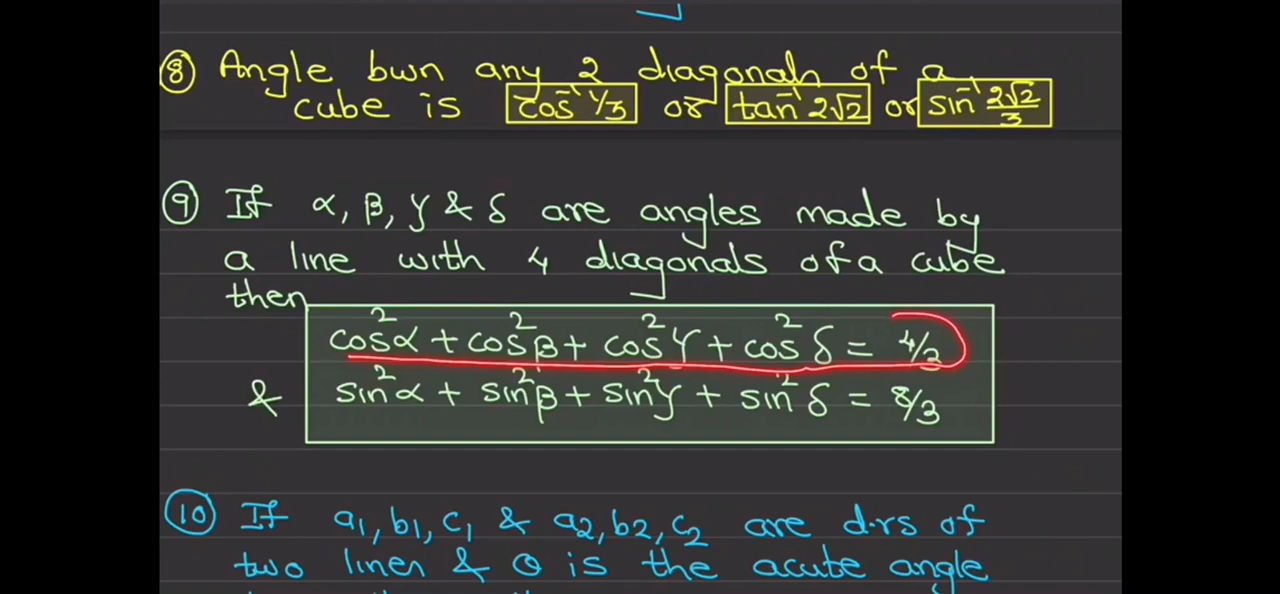 ⑧ Angle bwn any 2 diagonals of a
cube is cos⁻¹ 1/3 or tan⁻¹ 2√2 or sin⁻¹ 2√2/3
⑨ If α, β, γ & δ are angles made by
a line with 4 diagonals of a cube
then
cos²α + cos²β + cos²γ + cos²δ = 4/3
& sin²α + sin²β + sin²γ + sin²δ = 8/3
⑩ If a1, b1, c1 & a2, b2, c2 are d.rs of
two lines & θ is the acute angle